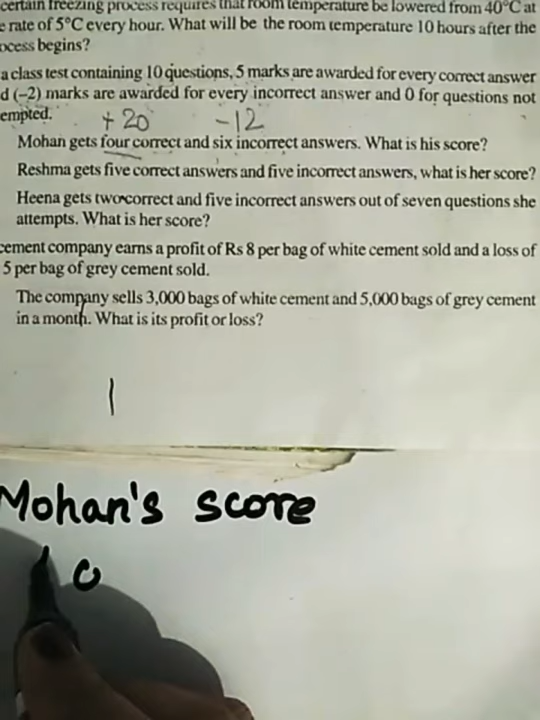 certain freezing process requires that room temperature be lowered from 40°C at
e rate of 5°C every hour. What will be the room temperature 10 hours after the
ocess begins?
a class test containing 10 questions, 5 marks are awarded for every correct answer
d (–2) marks are awarded for every incorrect answer and 0 for questions not
empted.
+20 -12
Mohan gets four correct and six incorrect answers. What is his score?
Reshma gets five correct answers and five incorrect answers, what is her score?
Heena gets two correct and five incorrect answers out of seven questions she
attempts. What is her score?
cement company earns a profit of Rs 8 per bag of white cement sold and a loss of
5 per bag of grey cement sold.
The company sells 3,000 bags of white cement and 5,000 bags of grey cement
in a month. What is its profit or loss?
Mohan's score